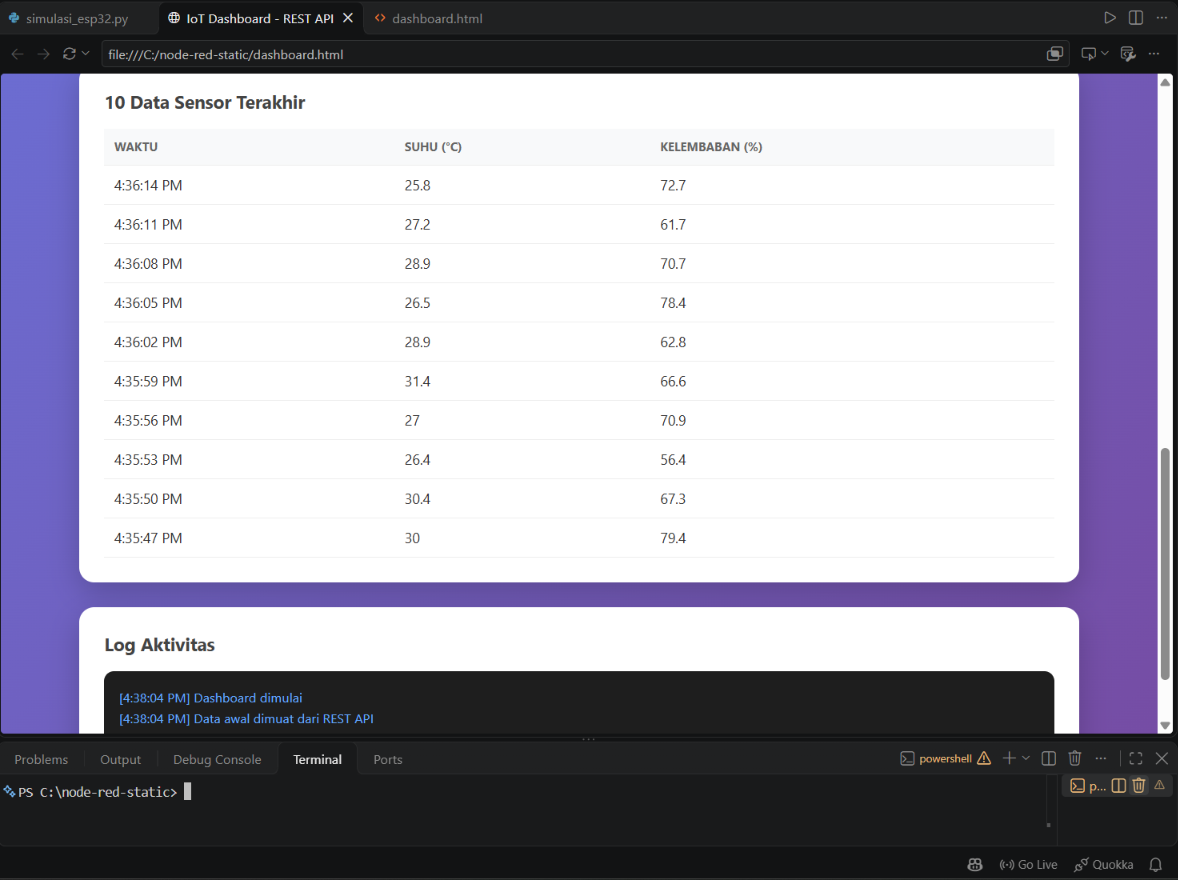 simulasi_esp32.py IoT Dashboard - REST API dashboard.html
file:///C:/node-red-static/dashboard.html
10 Data Sensor Terakhir
WAKTU SUHU (°C) KELEMBABAN (%)
4:36:14 PM 25.8 72.7
4:36:11 PM 27.2 61.7
4:36:08 PM 28.9 70.7
4:36:05 PM 26.5 78.4
4:36:02 PM 28.9 62.8
4:35:59 PM 31.4 66.6
4:35:56 PM 27 70.9
4:35:53 PM 26.4 56.4
4:35:50 PM 30.4 67.3
4:35:47 PM 30 79.4
Log Aktivitas
[4:38:04 PM] Dashboard dimulai
[4:38:04 PM] Data awal dimuat dari REST API
Problems Output Debug Console Terminal Ports powershell
PS C:\node-red-static> p...
Go Live Quokka